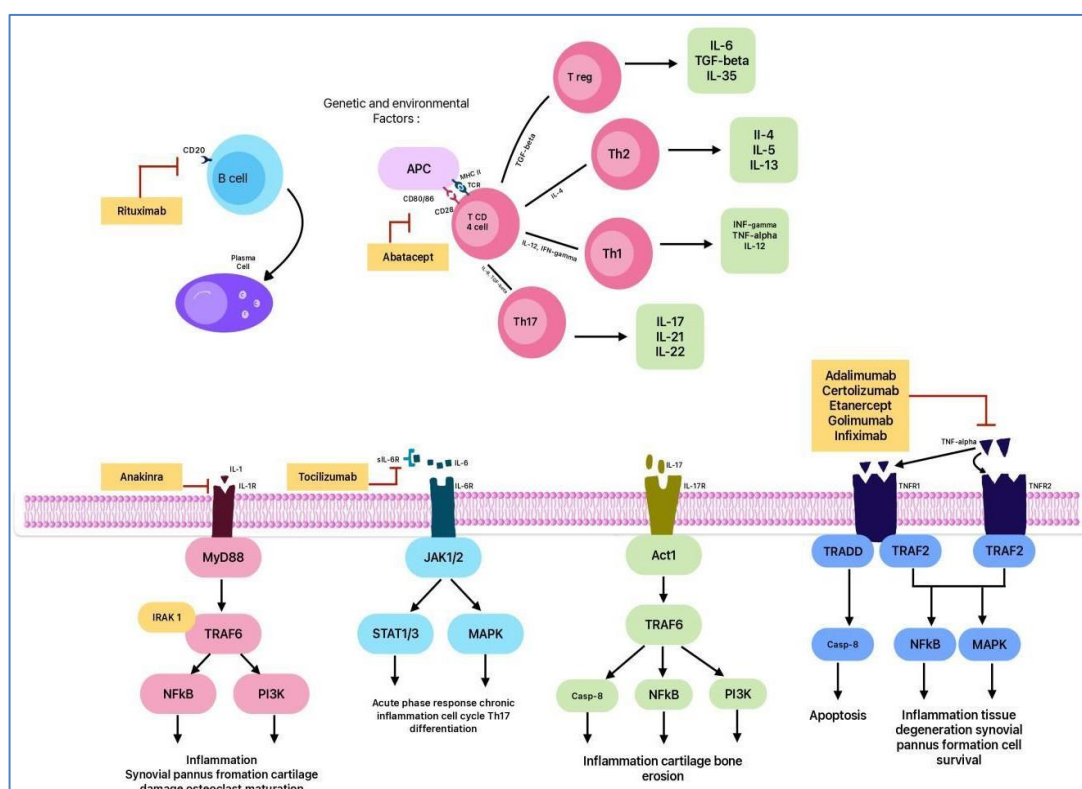 IL-6
TGF-beta
IL-35
T reg
Genetic and environmental
Factors :
TGF-beta
CD20
B cell
Rituximab
Plasma
Cell
APC
MHC II
TCR
CD80/86
CD28
T CD
4 cell
Abatacept
Th2
IL-4
Il-4
IL-5
IL-13
Th1
IL-12, IFN-gamma
INF-gamma
TNF-alpha
IL-12
Th17
IL-17
IL-21
IL-22
Adalimumab
Certolizumab
Etanercept
Golimumab
Infiximab
TNF-alpha
Anakinra
IL-1
IL-1R
Tocilizumab
sIL-6R
IL-6
IL-6R
IL-17
IL-17R
TNFR1
TNFR2
MyD88
JAK1/2
Act1
TRADD
TRAF2
TRAF2
IRAK 1
TRAF6
STAT1/3
MAPK
TRAF6
Casp-8
NFkB
MAPK
NFkB
PI3K
Acute phase response chronic
inflammation cell cycle Th17
differentiation
Casp-8
NFkB
PI3K
Apoptosis
Inflammation tissue
degeneration synovial
pannus formation cell
survival
Inflammation
Synovial pannus fromation cartilage
damage osteoclast maturation
Inflammation cartilage bone
erosion